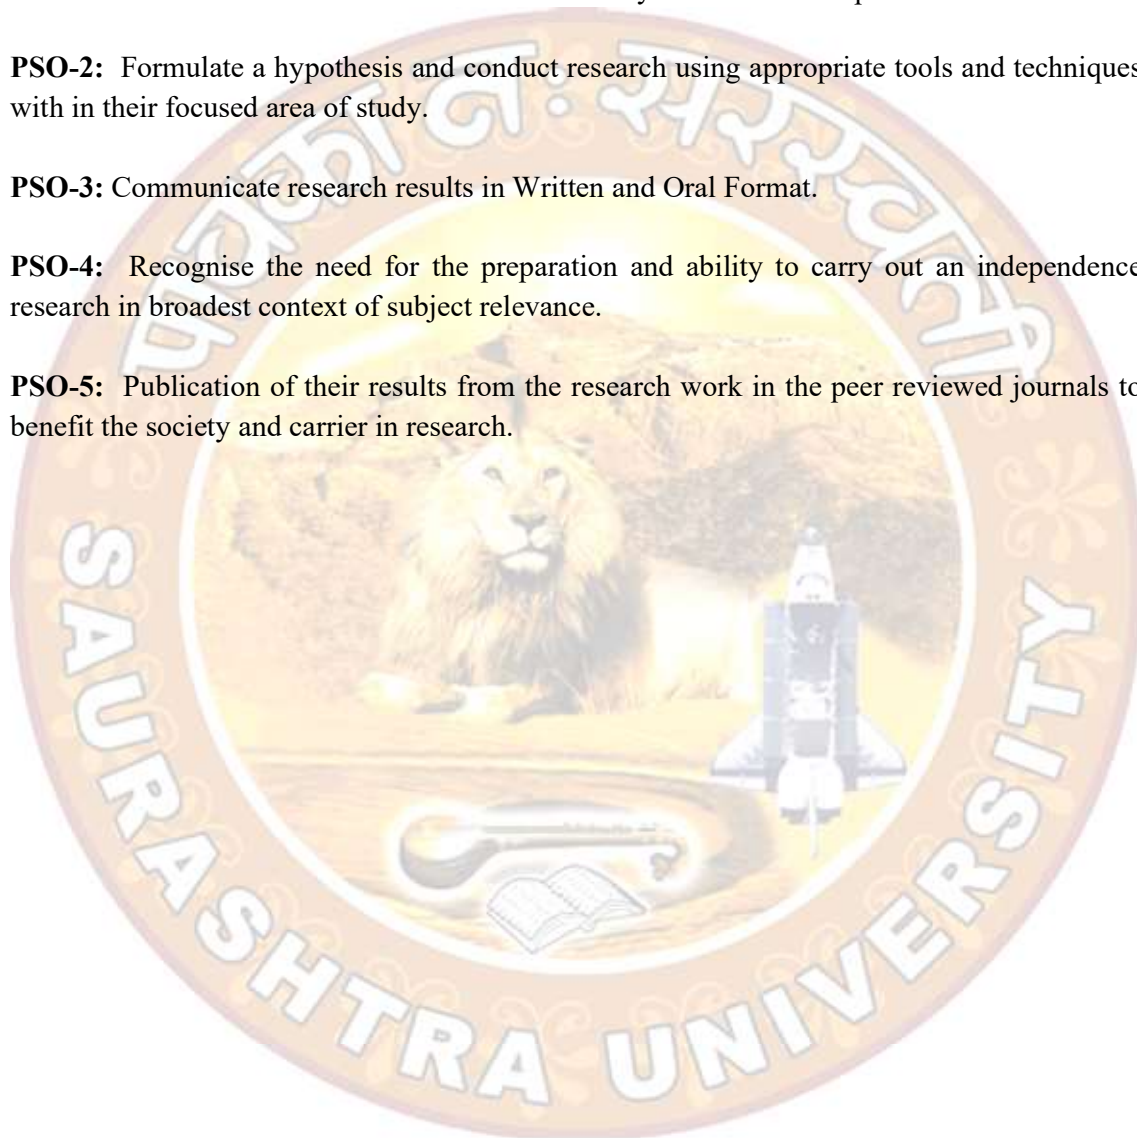 PSO-2: Formulate a hypothesis and conduct research using appropriate tools and techniques
with in their focused area of study.
PSO-3: Communicate research results in Written and Oral Format.
PSO-4: Recognise the need for the preparation and ability to carry out an independence
research in broadest context of subject relevance.
PSO-5: Publication of their results from the research work in the peer reviewed journals to
benefit the society and carrier in research.
पावका नः सरस्वती
SAURASHTRA UNIVERSITY